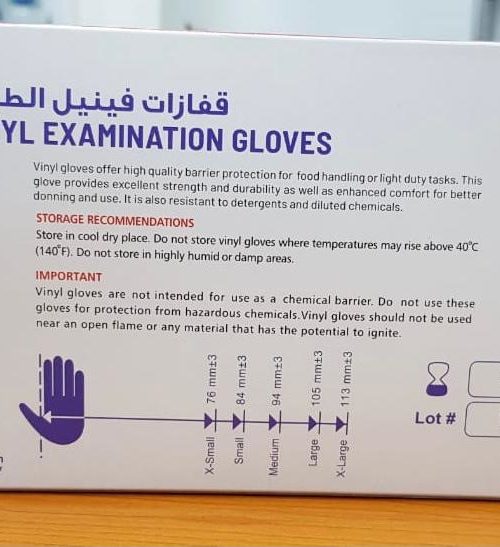 قفازات فينيل الط
YL EXAMINATION GLOVES
Vinyl gloves offer high quality barrier protection for food handling or light duty tasks. This
glove provides excellent strength and durability as well as enhanced comfort for better
donning and use. It is also resistant to detergents and diluted chemicals.
STORAGE RECOMMENDATIONS
Store in cool dry place. Do not store vinyl gloves where temperatures may rise above 40°C
(140°F). Do not store in highly humid or damp areas.
IMPORTANT
Vinyl gloves are not intended for use as a chemical barrier. Do not use these
gloves for protection from hazardous chemicals.Vinyl gloves should not be used
near an open flame or any material that has the potential to ignite.
X-Small 76 mm±3
Small 84 mm±3
Medium 94 mm±3
Large 105 mm±3
X-Large 113 mm±3
Lot #